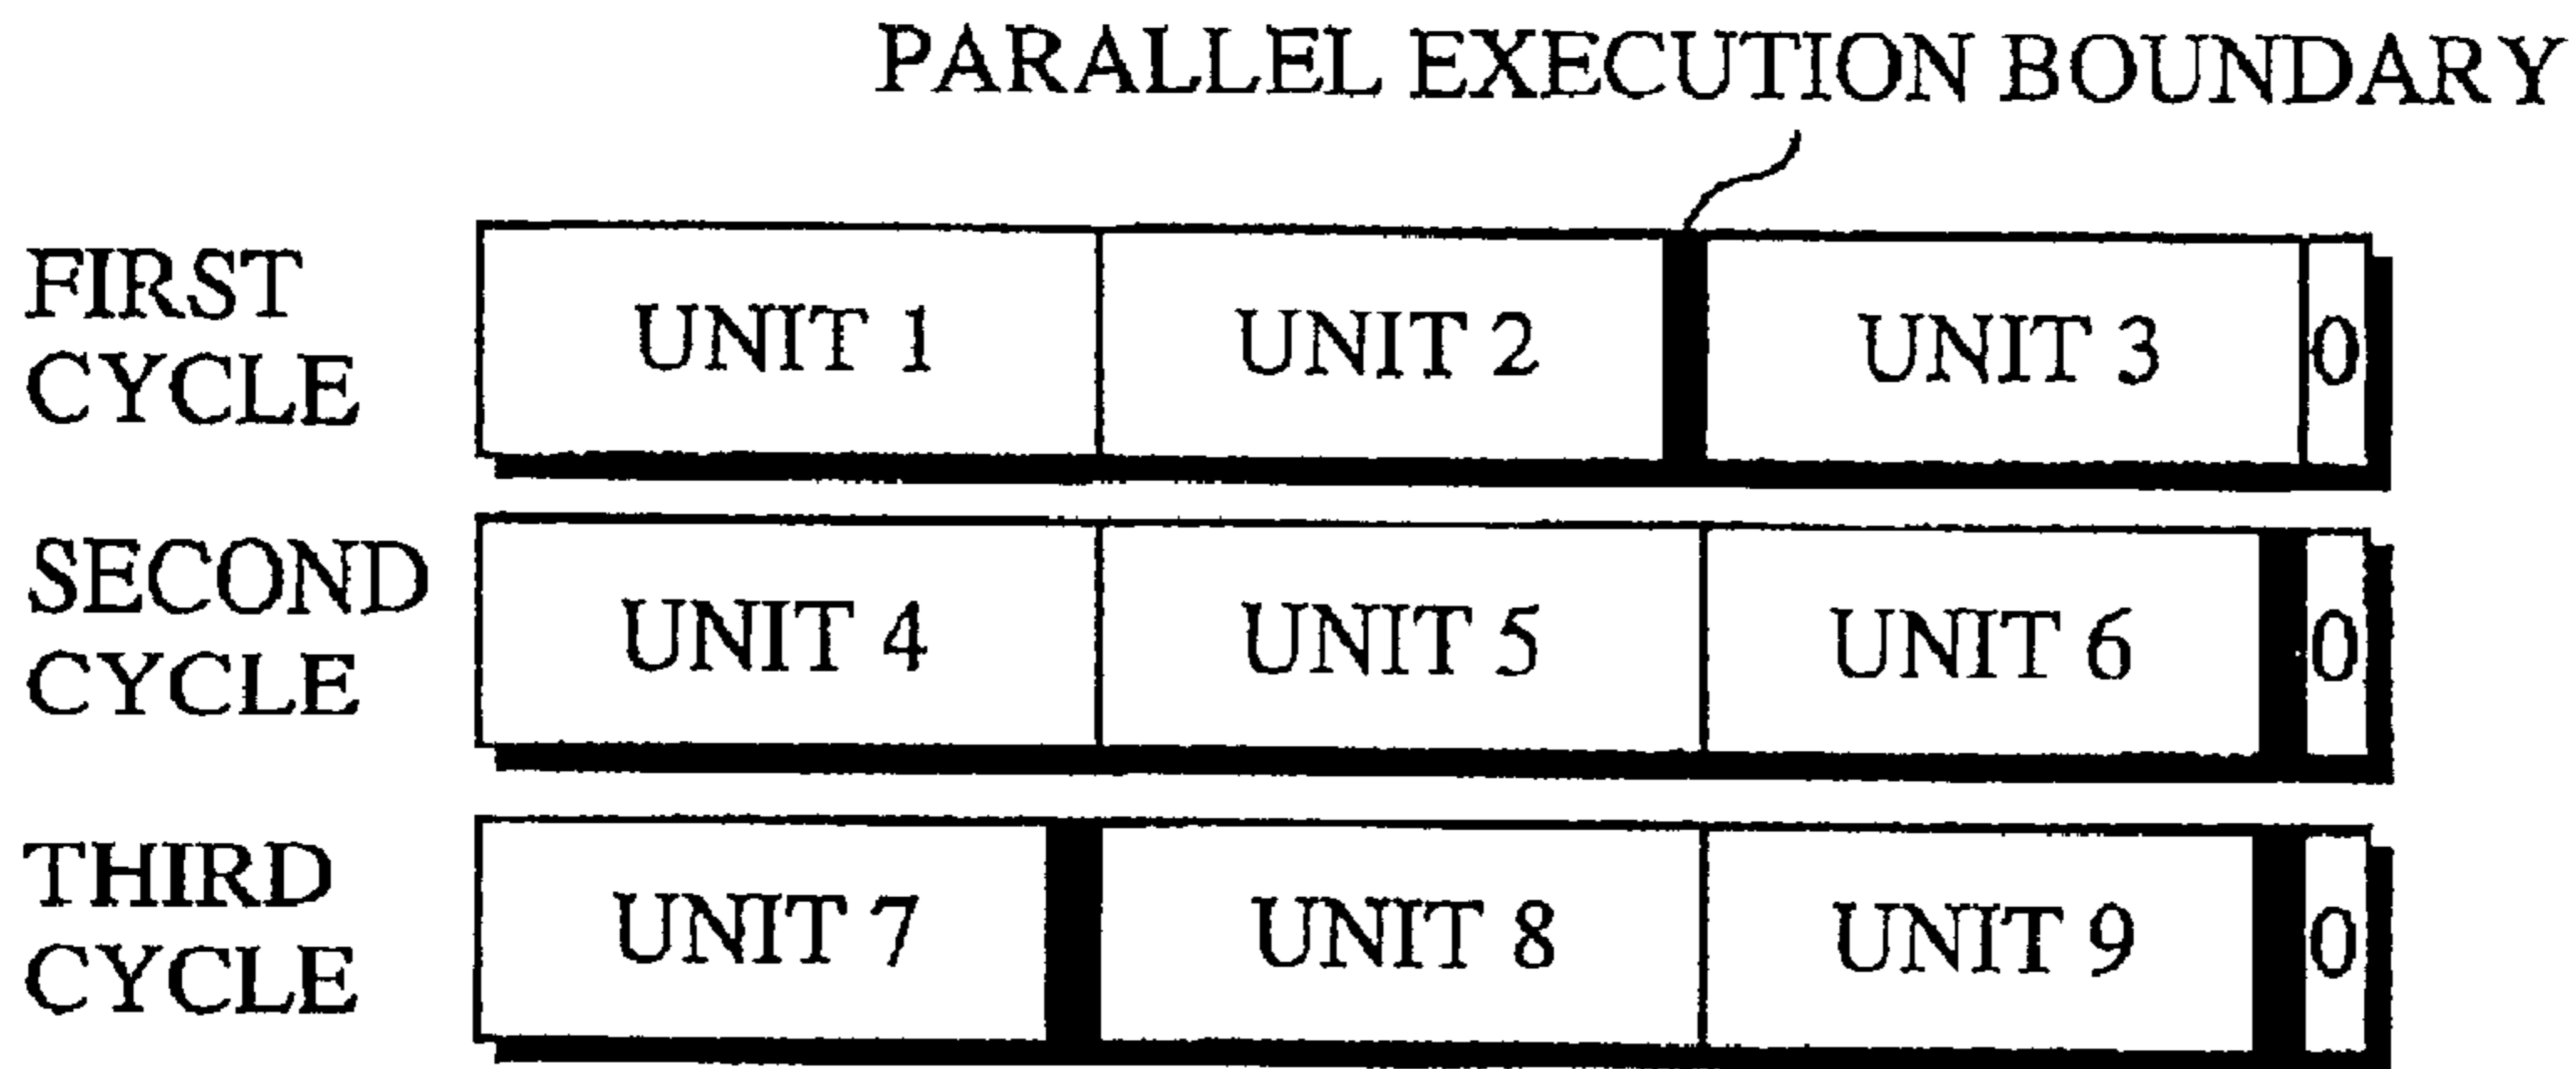 PARALLEL EXECUTION BOUNDARY
FIRST
CYCLE
UNIT 1
UNIT 2
UNIT 3
0
SECOND
CYCLE
UNIT 4
UNIT 5
UNIT 6
0
THIRD
CYCLE
UNIT 7
UNIT 8
UNIT 9
0